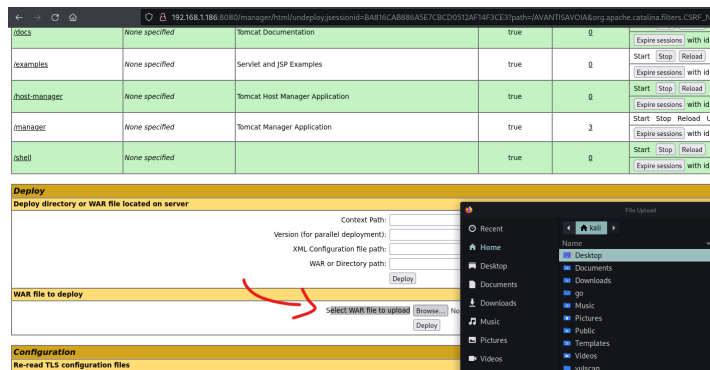 192.168.1.186:8080/manager/html/undeploy;jsessionid=BA816CAB886A5E7CBCD0512AF14F3CE3?path=/AVANTISAVOIA&org.apache.catalina.filters.CSRF_N
/docs None specified Tomcat Documentation true 0
Expire sessions with id
/examples None specified Servlet and JSP Examples true 0 Start Stop Reload
Expire sessions with id
/host-manager None specified Tomcat Host Manager Application true 0 Start Stop Reload
Expire sessions with id
/manager None specified Tomcat Manager Application true 3 Start Stop Reload U
Expire sessions with id
/shell None specified true 0 Start Stop Reload
Expire sessions with id
Deploy
Deploy directory or WAR file located on server
Context Path:
Version (for parallel deployment):
XML Configuration file path:
WAR or Directory path:
Deploy
WAR file to deploy
Select WAR file to upload Browse... No
Deploy
Configuration
Re-read TLS configuration files
File Upload
Recent
Home
Desktop
Documents
Downloads
Music
Pictures
Videos
kali
Name
Desktop
Documents
Downloads
go
Music
Pictures
Public
Templates
Videos
vulscan